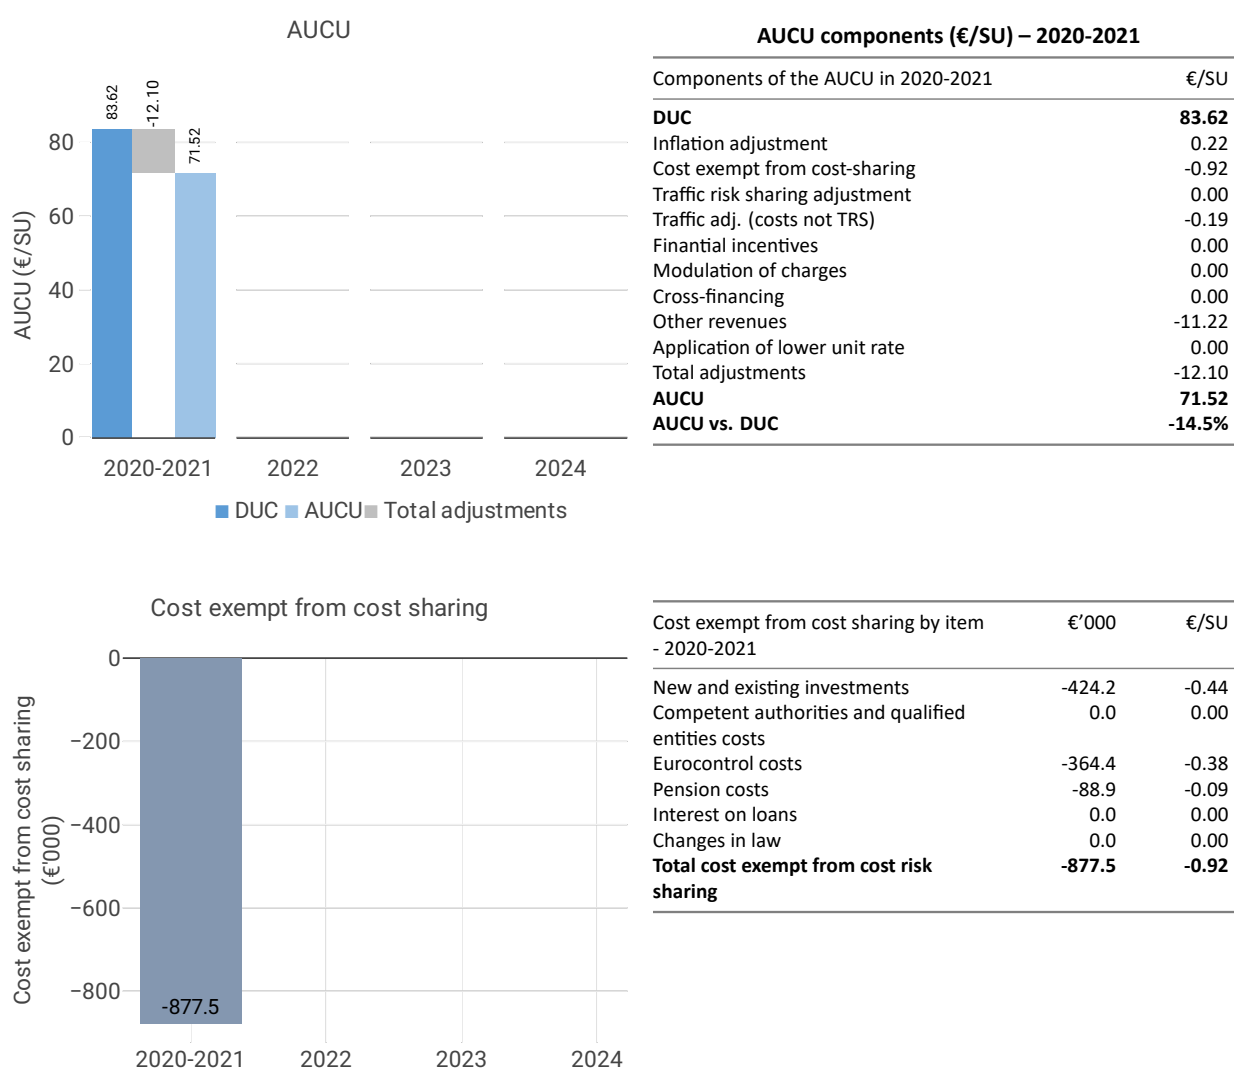 AUCU
83.62
-12.10
71.52
AUCU (€/SU)
80
60
40
20
0
2020-2021 2022 2023 2024
DUC AUCU Total adjustments
AUCU components (€/SU) – 2020-2021
Components of the AUCU in 2020-2021 €/SU
DUC 83.62
Inflation adjustment 0.22
Cost exempt from cost-sharing -0.92
Traffic risk sharing adjustment 0.00
Traffic adj. (costs not TRS) -0.19
Finantial incentives 0.00
Modulation of charges 0.00
Cross-financing 0.00
Other revenues -11.22
Application of lower unit rate 0.00
Total adjustments -12.10
AUCU 71.52
AUCU vs. DUC -14.5%
Cost exempt from cost sharing
Cost exempt from cost sharing
(€'000)
0
−200
−400
−600
−800
-877.5
2020-2021 2022 2023 2024
Cost exempt from cost sharing by item €’000 €/SU
- 2020-2021
New and existing investments -424.2 -0.44
Competent authorities and qualified 0.0 0.00
entities costs
Eurocontrol costs -364.4 -0.38
Pension costs -88.9 -0.09
Interest on loans 0.0 0.00
Changes in law 0.0 0.00
Total cost exempt from cost risk -877.5 -0.92
sharing